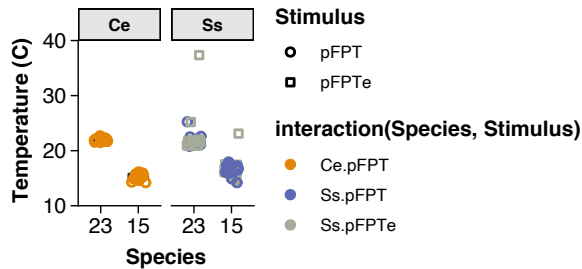 Ce Ss
Stimulus
pFPT
pFPTe
interaction(Species, Stimulus)
Ce.pFPT
Ss.pFPT
Ss.pFPTe
Temperature (C)
40
30
20
10
23 15 23 15
Species